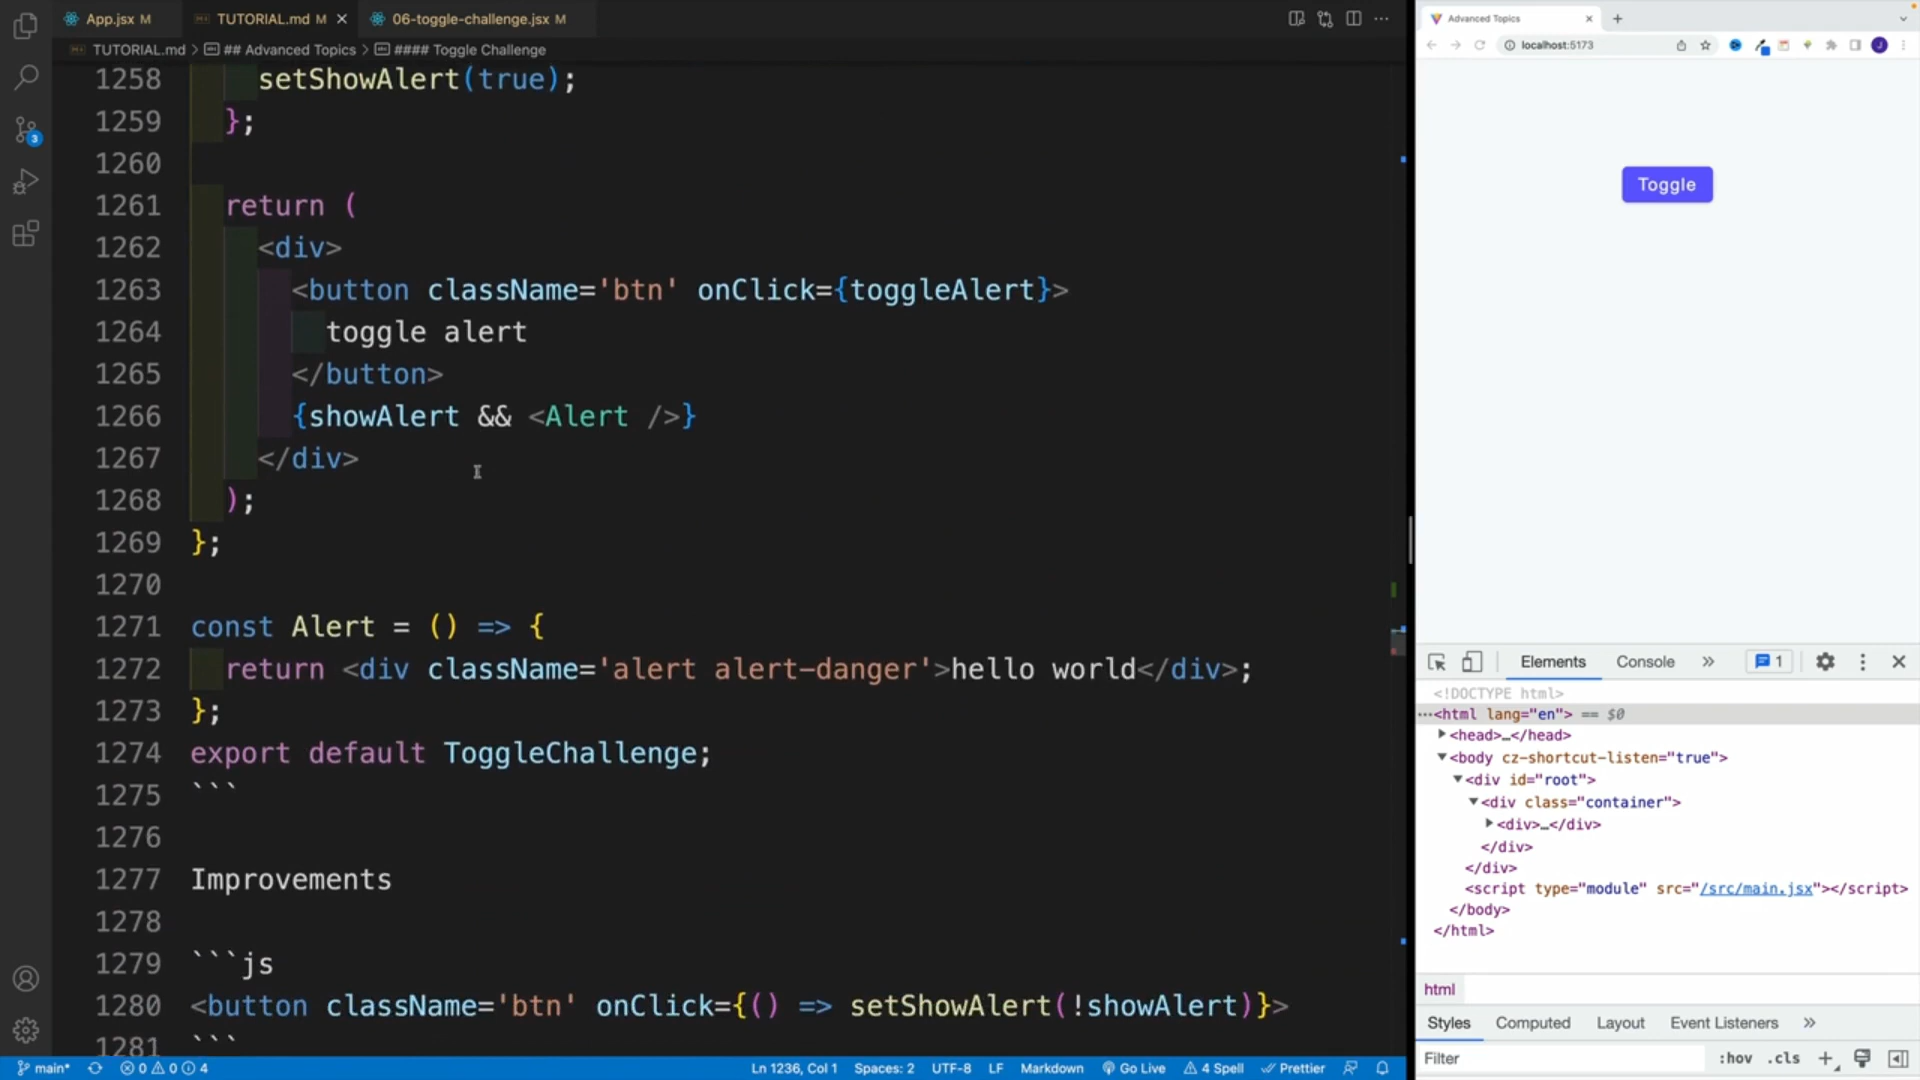 App.jsx M
TUTORIAL.md M
06-toggle-challenge.jsx M
TUTORIAL.md > ## Advanced Topics > #### Toggle Challenge
1258 setShowAlert(true);
1259 };
1260
1261 return (
1262 <div>
1263 <button className='btn' onClick={toggleAlert}>
1264 toggle alert
1265 </button>
1266 {showAlert && <Alert />}
1267 </div>
1268 );
1269 };
1270
1271 const Alert = () => {
1272 return <div className='alert alert-danger'>hello world</div>;
1273 };
1274 export default ToggleChallenge;
1275 ```
1276
1277 Improvements
1278
1279 ```js
1280 <button className='btn' onClick={() => setShowAlert(!showAlert)}>
1281 ```
3
main* 0 0 4 Ln 1236, Col 1 Spaces: 2 UTF-8 LF Markdown Go Live 4 Spell Prettier
Advanced Topics
localhost:5173
J
Toggle
Elements Console » 1
<!DOCTYPE html>
…<html lang="en"> == $0
<head>…</head>
<body cz-shortcut-listen="true">
<div id="root">
<div class="container">
<div>…</div>
</div>
</div>
<script type="module" src="/src/main.jsx"></script>
</body>
</html>
html
Styles Computed Layout Event Listeners »
Filter :hov .cls +